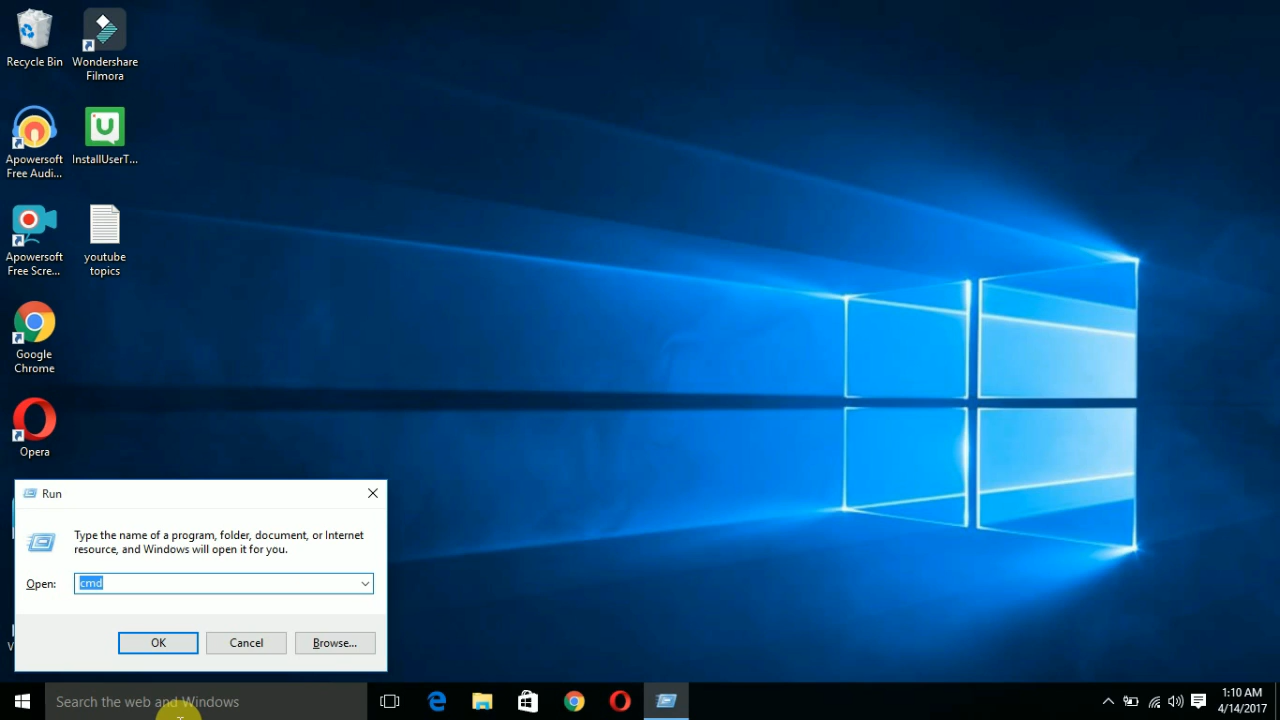 Recycle Bin
Wondershare
Filmora
Apowersoft
Free Audi...
InstallUserT...
Apowersoft
Free Scre...
youtube
topics
Google
Chrome
Opera
Run
Type the name of a program, folder, document, or Internet
resource, and Windows will open it for you.
Open:
cmd
OK
Cancel
Browse...
Search the web and Windows
1:10 AM
4/14/2017